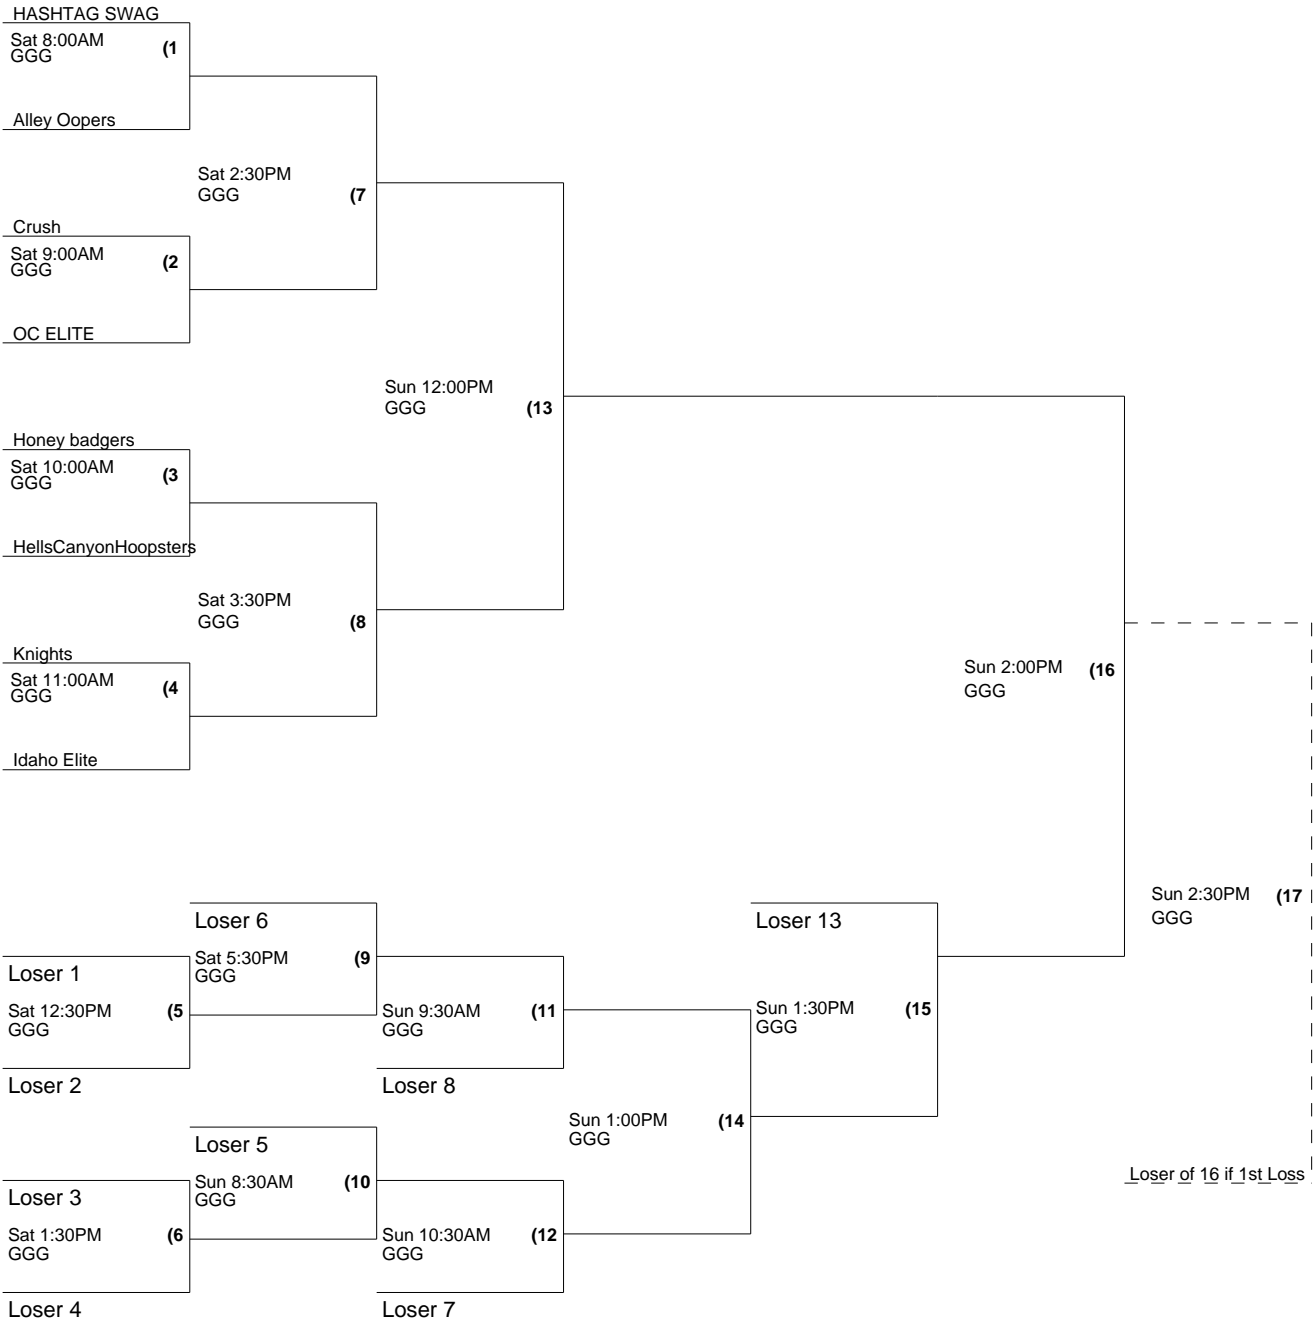 HASHTAG SWAG
Sat 8:00AM (1
GGG
Alley Oopers
Sat 2:30PM
GGG (7
Crush
Sat 9:00AM (2
GGG
OC ELITE
Sun 12:00PM
GGG (13
Honey badgers
Sat 10:00AM (3
GGG
HellsCanyonHoopsters
Sat 3:30PM
GGG (8
Knights
Sat 11:00AM (4
GGG
Idaho Elite
Sun 2:00PM (16
GGG
Sun 2:30PM (17
GGG
Loser of 16 if 1st Loss
Loser 6
Sat 5:30PM (9
GGG
Loser 1
Sat 12:30PM (5
GGG
Loser 2
Sun 9:30AM (11
GGG
Loser 8
Loser 13
Sun 1:30PM (15
GGG
Sun 1:00PM (14
GGG
Loser 5
Sun 8:30AM (10
GGG
Loser 3
Sat 1:30PM (6
GGG
Loser 4
Sun 10:30AM (12
GGG
Loser 7